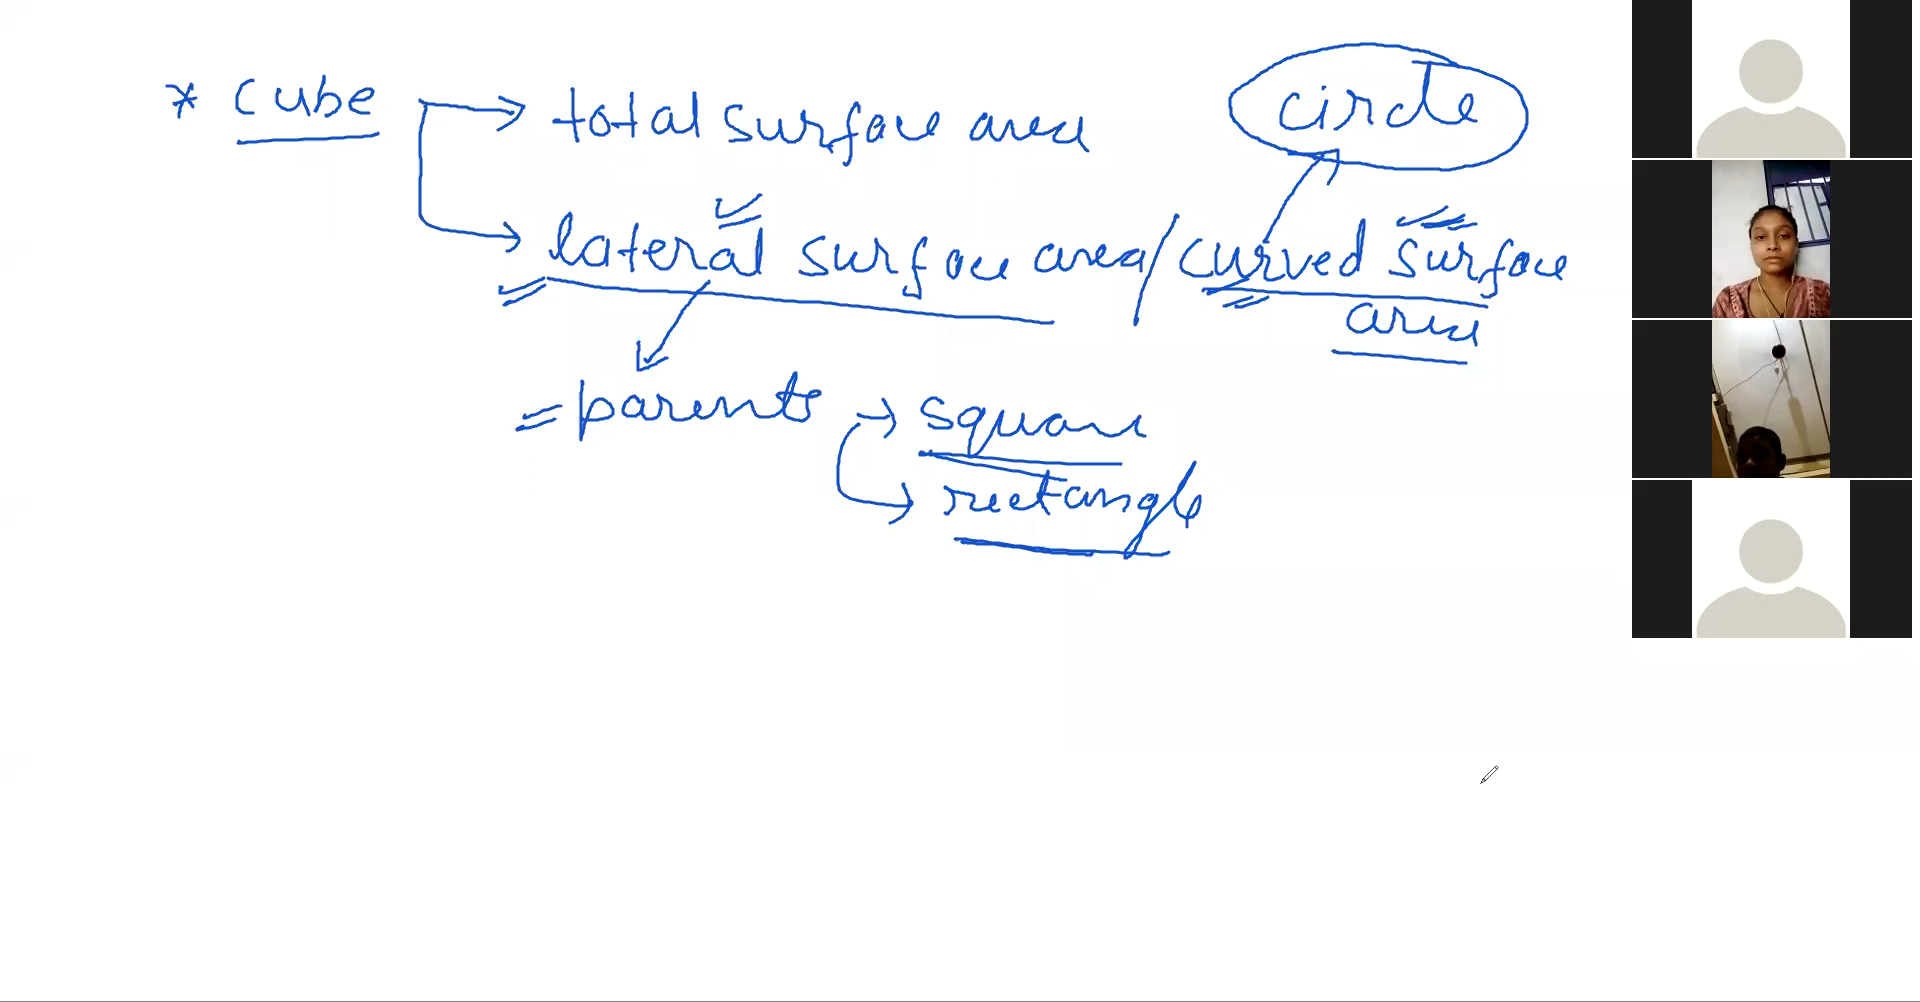 * cube → total surface area
circle
→ lateral surface area/curved surface
area
= parents → square
→ rectangle